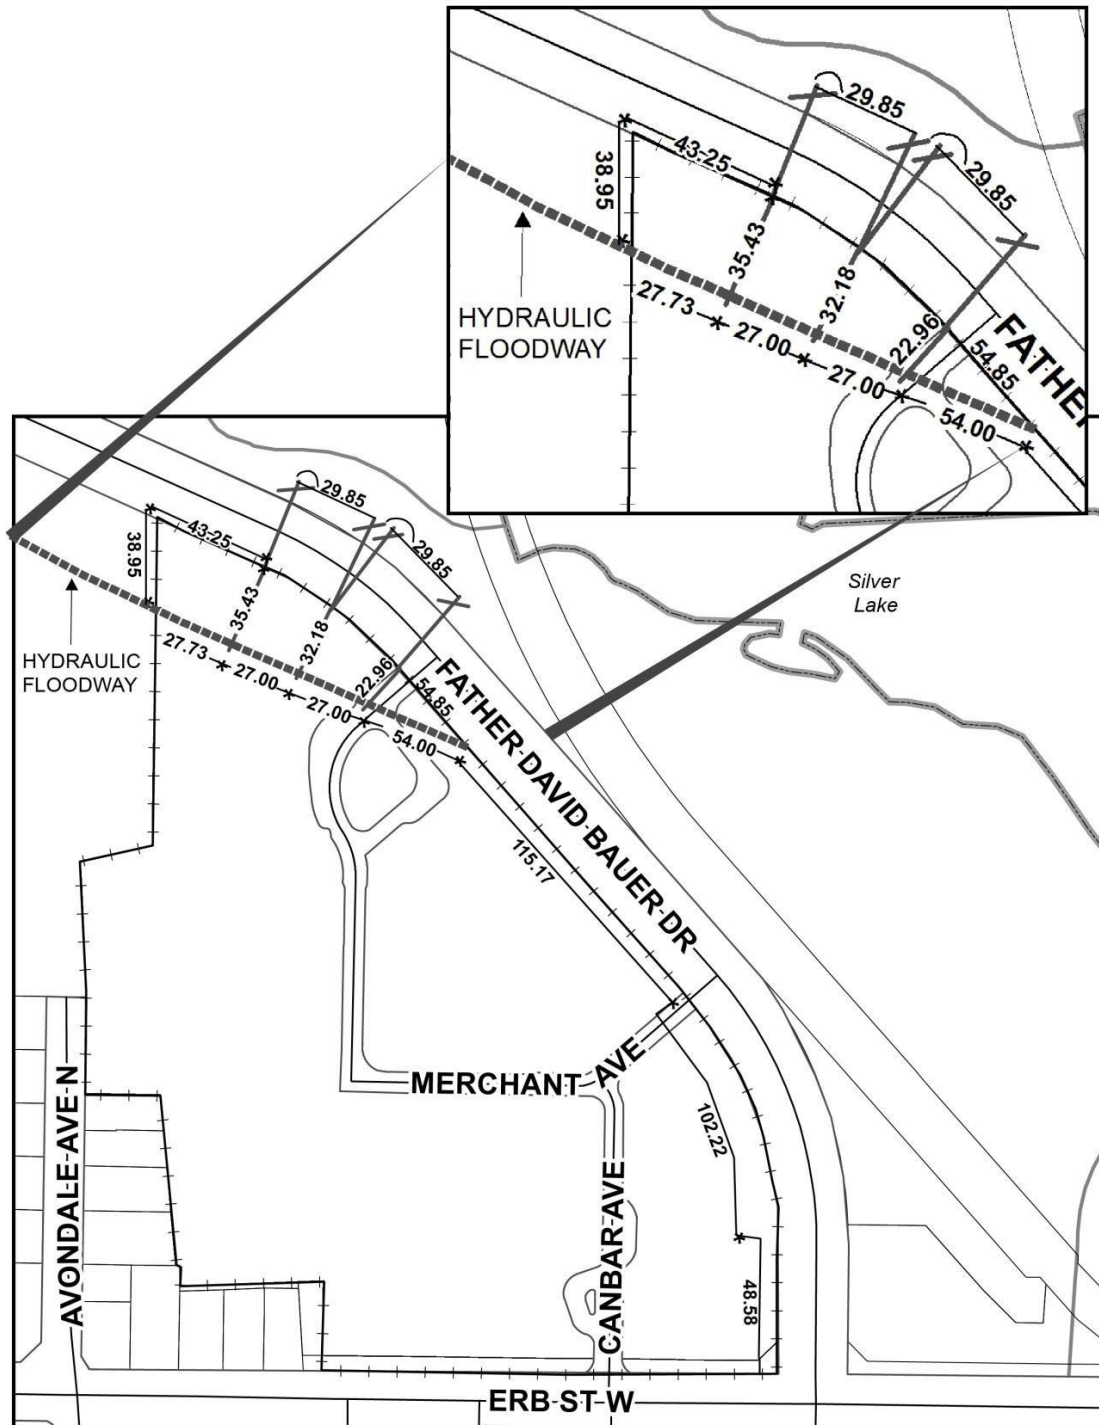 29.85
43.25
38.95
29.85
35.43
32.18
HYDRAULIC
FLOODWAY
27.73
27.00
27.00
22.96
54.85
54.00
FATHE
29.85
43.25
38.95
29.85
35.43
32.18
HYDRAULIC
FLOODWAY
27.73
27.00
27.00
22.96
54.85
54.00
Silver
Lake
FATHER DAVID BAUER DR
115.17
MERCHANT AVE
102.22
AVONDALE AVE N
CANBAR AVE
48.58
ERB ST W